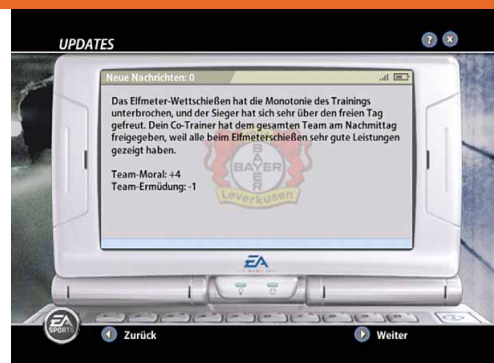 UPDATES
Neue Nachrichten: 0
Das Elfmeter-Wettschießen hat die Monotonie des Trainings
unterbrochen, und der Sieger hat sich sehr über den freien Tag
gefreut. Dein Co-Trainer hat dem gesamten Team am Nachmittag
freigegeben, weil alle beim Elfmeterschießen sehr gute Leistungen
gezeigt haben.
Team-Moral: +4
Team-Ermüdung: -1
BAYER
BAYER
Leverkusen
EA
EA
SPORTS
Zurück
Weiter